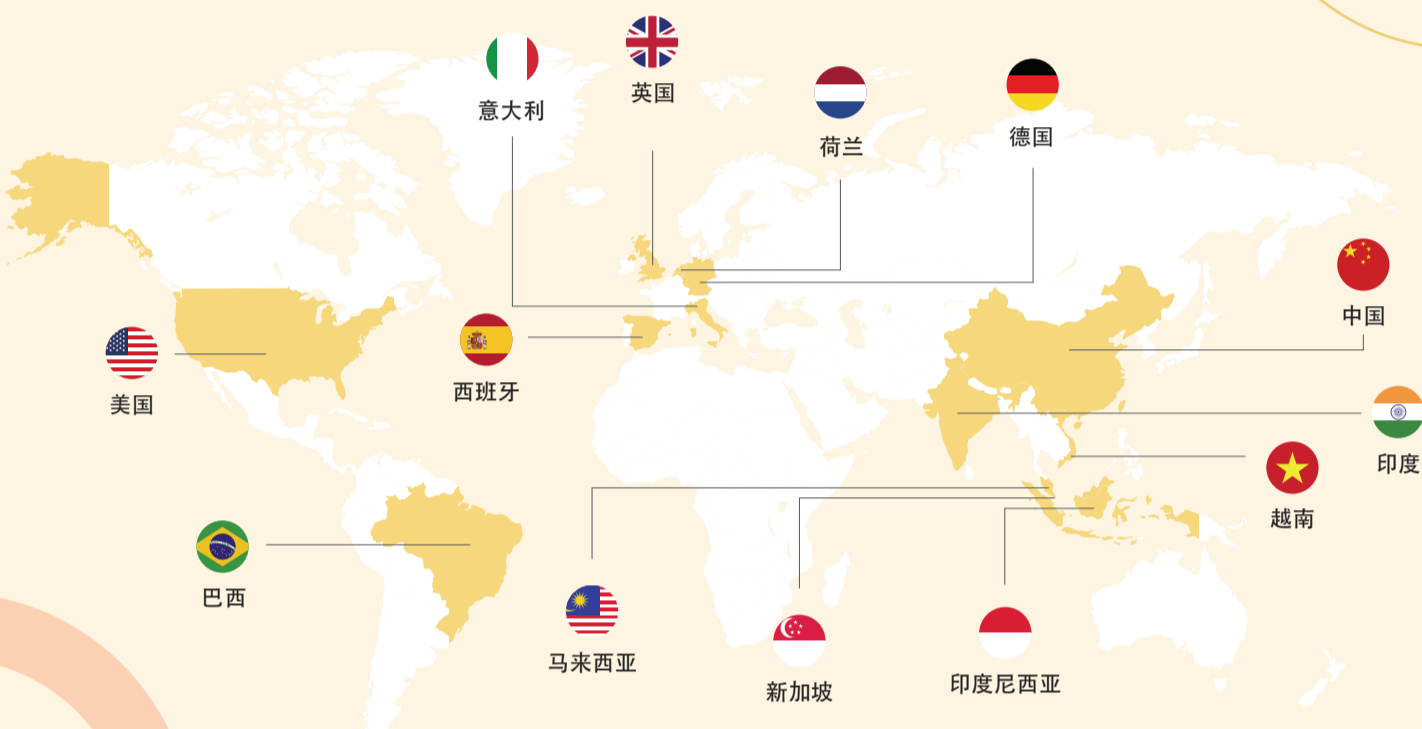 英国
意大利
德国
荷兰
中国
西班牙
美国
印度
越南
巴西
马来西亚
印度尼西亚
新加坡